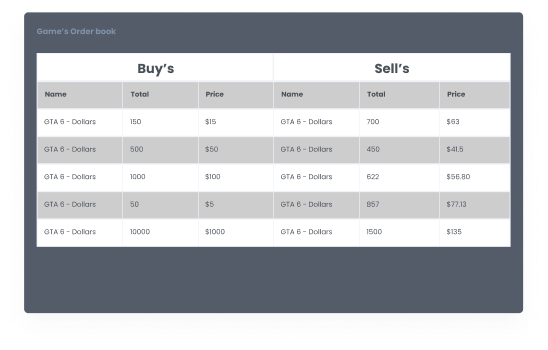 Game's Order book
Buy's Sell's
Name Total Price Name Total Price
GTA 6 - Dollars 150 $15 GTA 6 - Dollars 700 $63
GTA 6 - Dollars 500 $50 GTA 6 - Dollars 450 $41.5
GTA 6 - Dollars 1000 $100 GTA 6 - Dollars 622 $56.80
GTA 6 - Dollars 50 $5 GTA 6 - Dollars 857 $77.13
GTA 6 - Dollars 10000 $1000 GTA 6 - Dollars 1500 $135